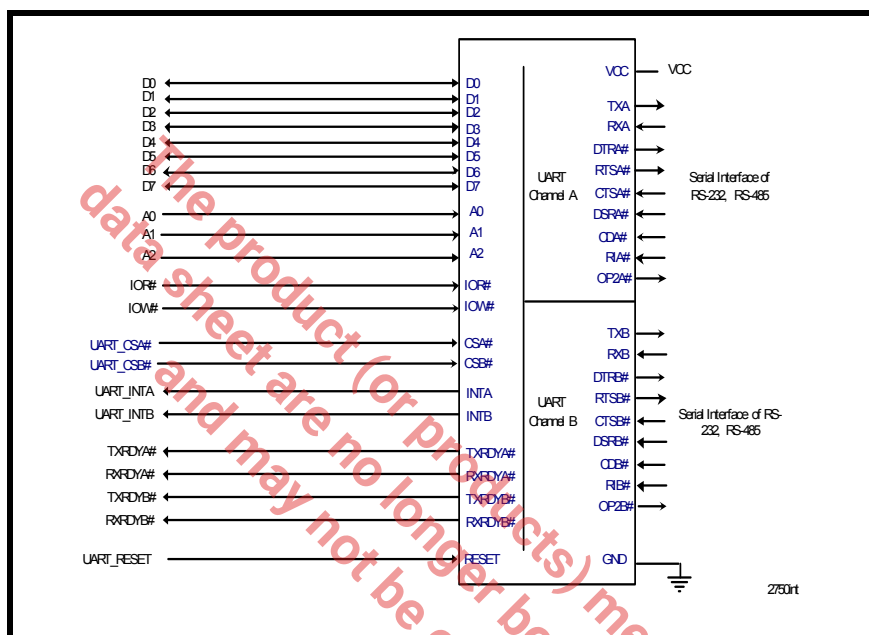 D0
D1
D2
D3
D4
D5
D6
D7
A0
A1
A2
IOR#
IOW#
UART_CSA#
UART_CSB#
UART_INTA
UART_INTB
TXRDYA#
RXRDYA#
TXRDYB#
RXRDYB#
UART_RESET
D0
D1
D2
D3
D4
D5
D6
D7
A0
A1
A2
IOR#
IOW#
CSA#
CSB#
INTA
INTB
TXRDYA#
RXRDYA#
TXRDYB#
RXRDYB#
RESET
UART
Channel A
UART
Channel B
VCC
TXA
RXA
DTRA#
RTSA#
CTSA#
DSRA#
CDA#
RIA#
OP2A#
TXB
RXB
DTRB#
RTSB#
CTSB#
DSRB#
CDB#
RIB#
OP2B#
GND
VCC
Serial Interface of
RS-232, RS-485
Serial Interface of RS-
232, RS-485
2750int
The product (or products) me
data sheet are no longer be
and may not be